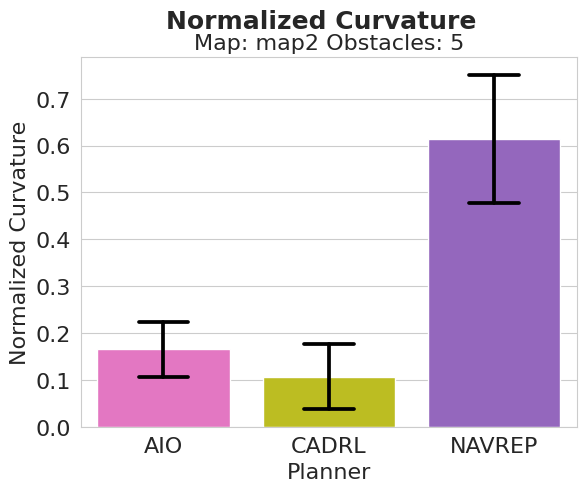 Normalized Curvature
Map: map2 Obstacles: 5
Normalized Curvature
0.7
0.6
0.5
0.4
0.3
0.2
0.1
0.0
AIO CADRL NAVREP
Planner